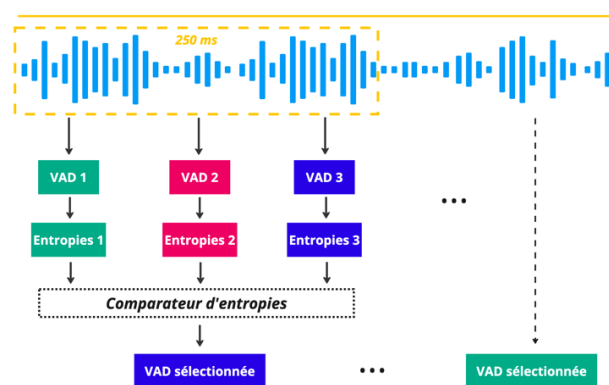 250 ms
VAD 1
VAD 2
VAD 3
...
Entropies 1
Entropies 2
Entropies 3
Comparateur d'entropies
VAD sélectionnée
...
VAD sélectionnée